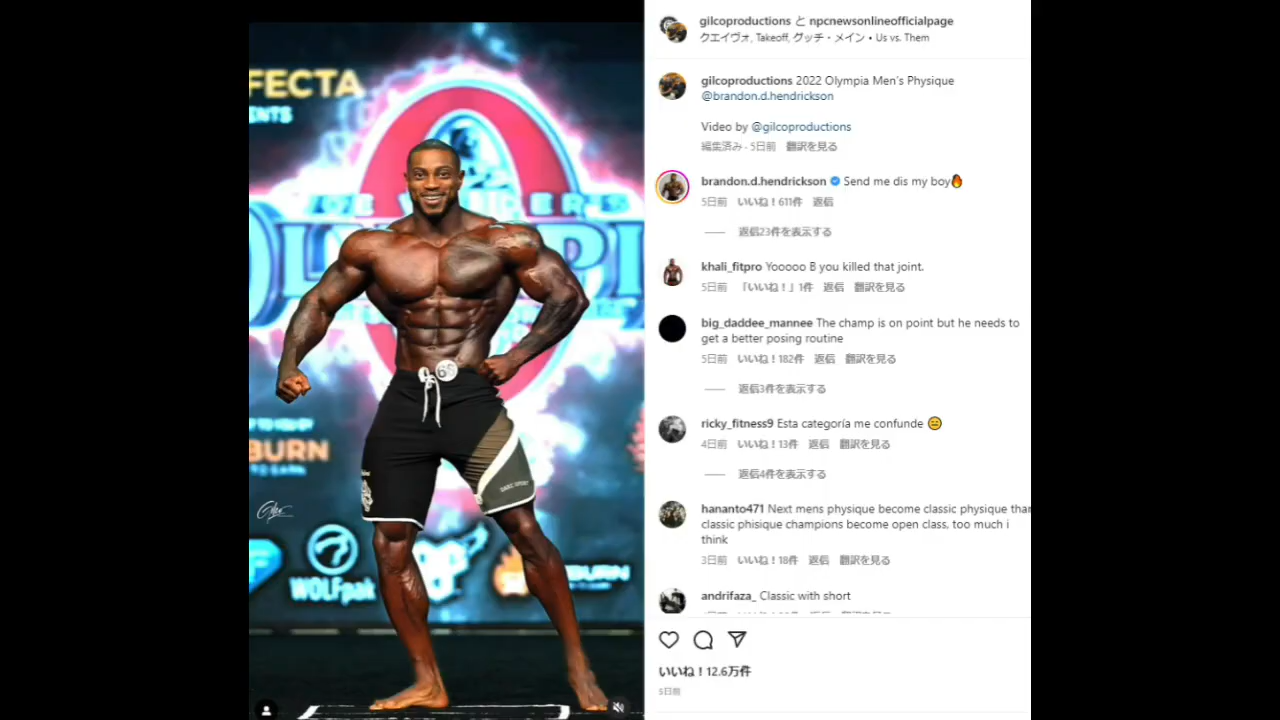 FECTA
NTS
JOE WEIDER'S
OLYMPI
68
BURN
DARC SPORT
WOLFpak
BURN
gilcoproductions と npcnewsonlineofficialpage
クエイヴォ, Takeoff, グッチ・メイン • Us vs. Them
gilcoproductions 2022 Olympia Men's Physique
@brandon.d.hendrickson
Video by @gilcoproductions
編集済み · 5日前 翻訳を見る
brandon.d.hendrickson Send me dis my boy🔥
5日前 いいね！611件 返信
返信23件を表示する
khali_fitpro Yooooo B you killed that joint.
5日前 「いいね！」1件 返信 翻訳を見る
big_daddee_mannee The champ is on point but he needs to
get a better posing routine
5日前 いいね！182件 返信 翻訳を見る
返信3件を表示する
ricky_fitness9 Esta categoría me confunde 😑
4日前 いいね！13件 返信 翻訳を見る
返信4件を表示する
hananto471 Next mens physique become classic physique than
classic phisique champions become open class, too much i
think
3日前 いいね！18件 返信 翻訳を見る
andrifaza_ Classic with short
いいね！12.6万件
5日前